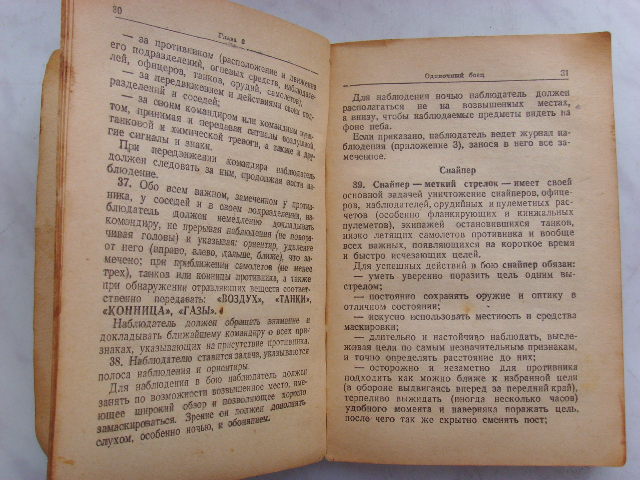 30
Глава 2
— за противником (расположение и движение
его подразделений, огневых средств, наблюдате-
лей, офицеров, танков, орудий, самолетов);
— за передвижением и действиями своих под-
разделений и соседей;
— за своим командиром или командным пунк-
том, принимая и передавая сигналы воздушной,
танковой и химической тревоги, а также и дру-
гие сигналы и знаки.
При передвижении командира наблюдатель
должен следовать за ним, продолжая вести на-
блюдение.
37. Обо всем важном, замеченном у против-
ника, у соседей и в своем подразделении, на-
блюдатель должен немедленно докладывать
командиру, не прерывая наблюдения (не повора-
чивая головы) и указывая: ориентир, удаление
от него (вправо, влево, дальше, ближе), что за-
мечено; при приближении самолетов (не менее
трех), танков или конницы противника, а также
при обнаружении отравляющих веществ соответ-
ственно передавать: «ВОЗДУХ», «ТАНКИ»,
«КОННИЦА», «ГАЗЫ».
Наблюдатель должен обращать внимание и
докладывать ближайшему командиру о всех при-
знаках, указывающих на присутствие противника.
38. Наблюдателю ставится задача, указываются
полоса наблюдения и ориентиры.
Для наблюдения в бою наблюдатель должен
занять по возможности возвышенное место, име-
ющее широкий обзор и позволяющее хорошо
замаскироваться. Зрение он должен дополнять
слухом, особенно ночью, и обонянием.
Одиночный боец
31
Для наблюдения ночью наблюдатель должен
располагаться не на возвышенных местах,
а внизу, чтобы наблюдаемые предметы видеть на
фоне неба.
Если приказано, наблюдатель ведет журнал на-
блюдения (приложение 3), занося в него все за-
меченное.
Снайпер
39. Снайпер — меткий стрелок — имеет своей
основной задачей уничтожение снайперов, офице-
ров, наблюдателей, орудийных и пулеметных рас-
четов (особенно фланкирующих и кинжальных
пулеметов), экипажей остановившихся танков,
низко летящих самолетов противника и вообще
всех важных, появляющихся на короткое время
и быстро исчезающих целей.
Для успешных действий в бою снайпер обязан:
— уметь уверенно поразить цель одним вы-
стрелом;
— постоянно сохранять оружие и оптику в
отличном состоянии;
— искусно использовать местность и средства
маскировки;
— длительно и настойчиво наблюдать, высле-
живая цели по самым незначительным признакам,
и точно определять расстояние до них;
— осторожно и незаметно для противника
подходить как можно ближе к избранной цели
(в обороне выдвигаясь вперед за передний край),
терпеливо выжидать (иногда несколько часов)
удобного момента и наверняка поражать цель,
после чего так же скрытно сменить пост;